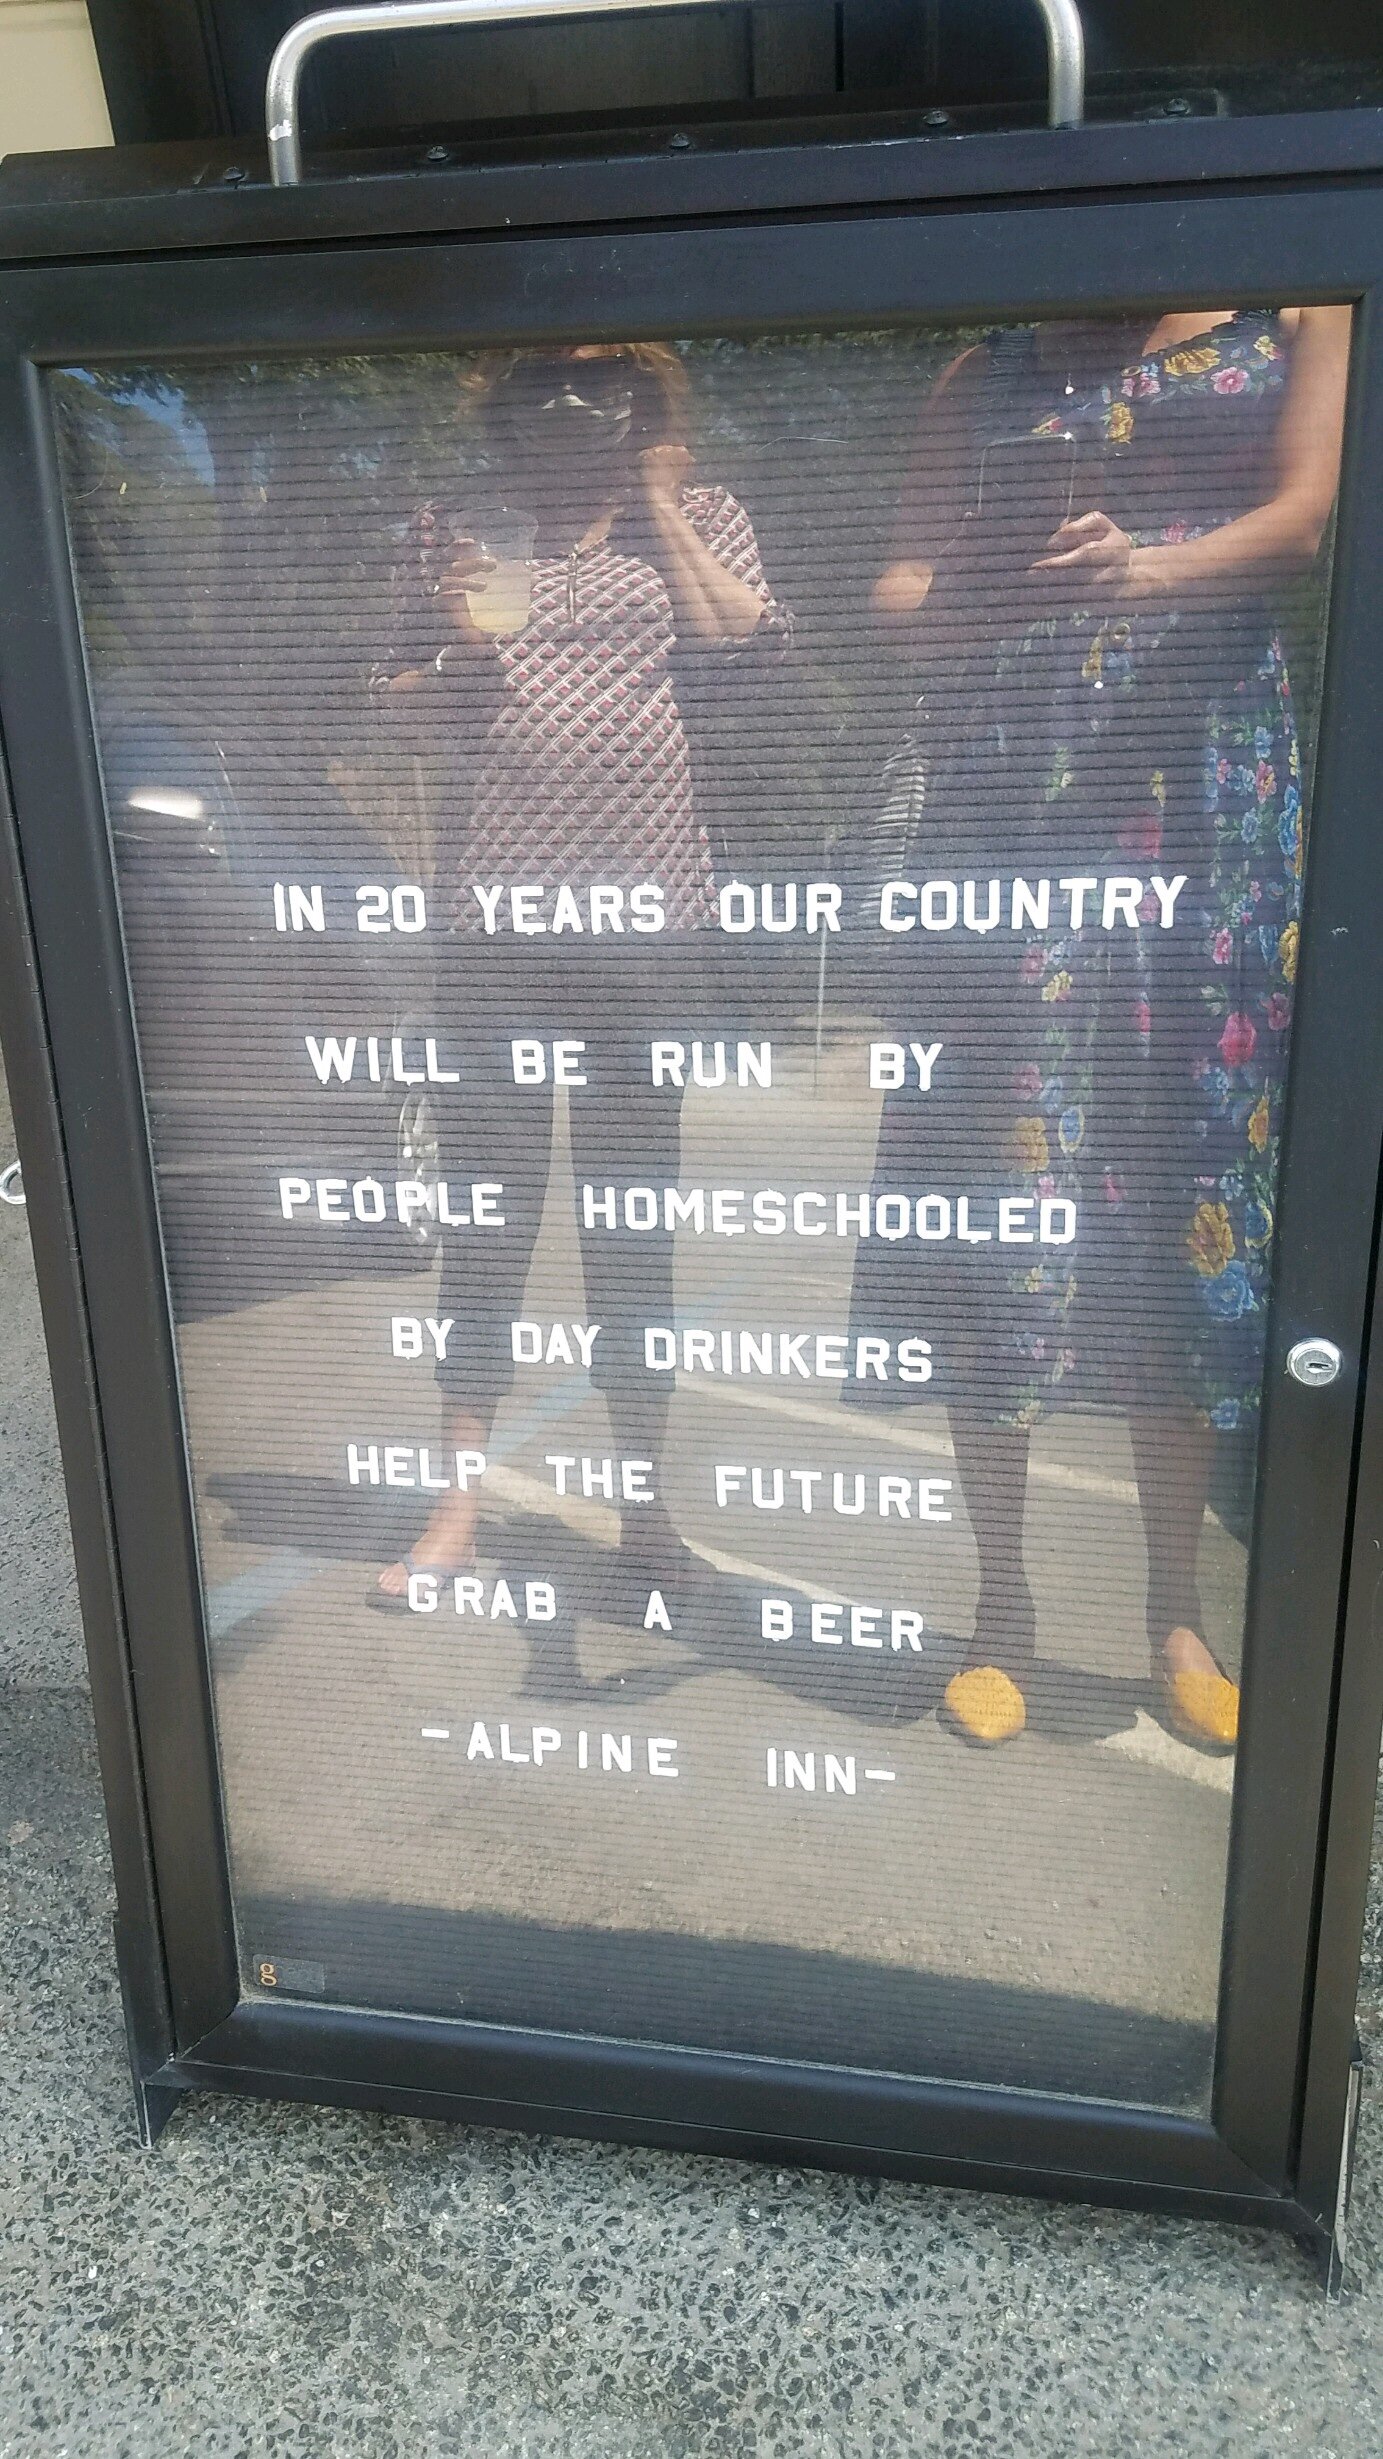 IN 20 YEARS OUR COUNTRY
WILL BE RUN BY
PEOPLE HOMESCHOOLED
BY DAY DRINKERS
HELP THE FUTURE
GRAB A BEER
-ALPINE INN-
g